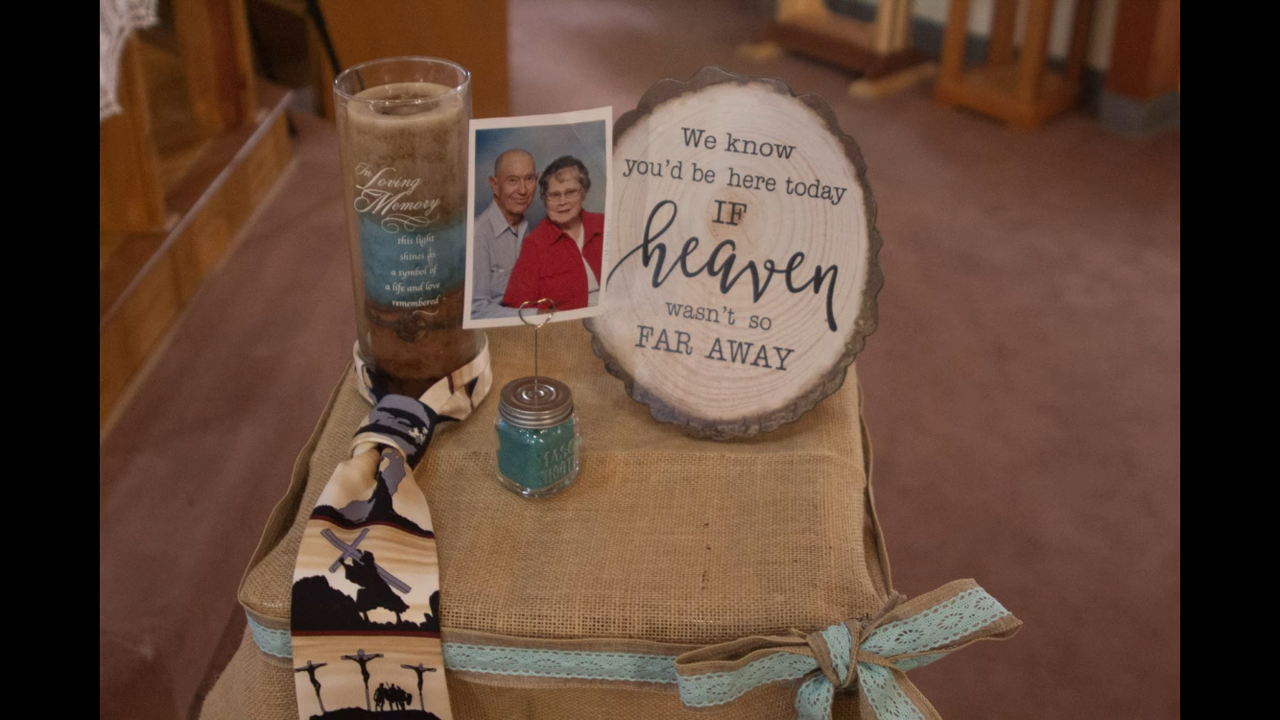 In
Loving
Memory
this light
shines as
a symbol of
a life and love
remembered
We know
you'd be here today
IF
heaven
wasn't so
FAR AWAY